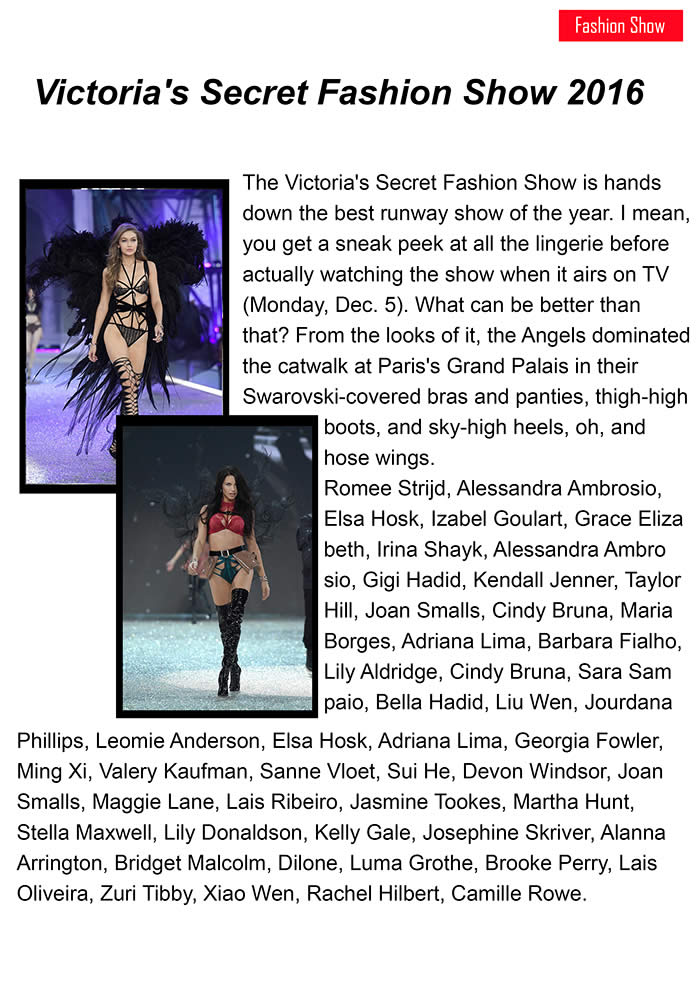 Fashion Show
Victoria's Secret Fashion Show 2016
The Victoria's Secret Fashion Show is hands
down the best runway show of the year. I mean,
you get a sneak peek at all the lingerie before
actually watching the show when it airs on TV
(Monday, Dec. 5). What can be better than
that? From the looks of it, the Angels dominated
the catwalk at Paris's Grand Palais in their
Swarovski-covered bras and panties, thigh-high
boots, and sky-high heels, oh, and
hose wings.
Romee Strijd, Alessandra Ambrosio,
Elsa Hosk, Izabel Goulart, Grace Eliza
beth, Irina Shayk, Alessandra Ambro
sio, Gigi Hadid, Kendall Jenner, Taylor
Hill, Joan Smalls, Cindy Bruna, Maria
Borges, Adriana Lima, Barbara Fialho,
Lily Aldridge, Cindy Bruna, Sara Sam
paio, Bella Hadid, Liu Wen, Jourdana
Phillips, Leomie Anderson, Elsa Hosk, Adriana Lima, Georgia Fowler,
Ming Xi, Valery Kaufman, Sanne Vloet, Sui He, Devon Windsor, Joan
Smalls, Maggie Lane, Lais Ribeiro, Jasmine Tookes, Martha Hunt,
Stella Maxwell, Lily Donaldson, Kelly Gale, Josephine Skriver, Alanna
Arrington, Bridget Malcolm, Dilone, Luma Grothe, Brooke Perry, Lais
Oliveira, Zuri Tibby, Xiao Wen, Rachel Hilbert, Camille Rowe.